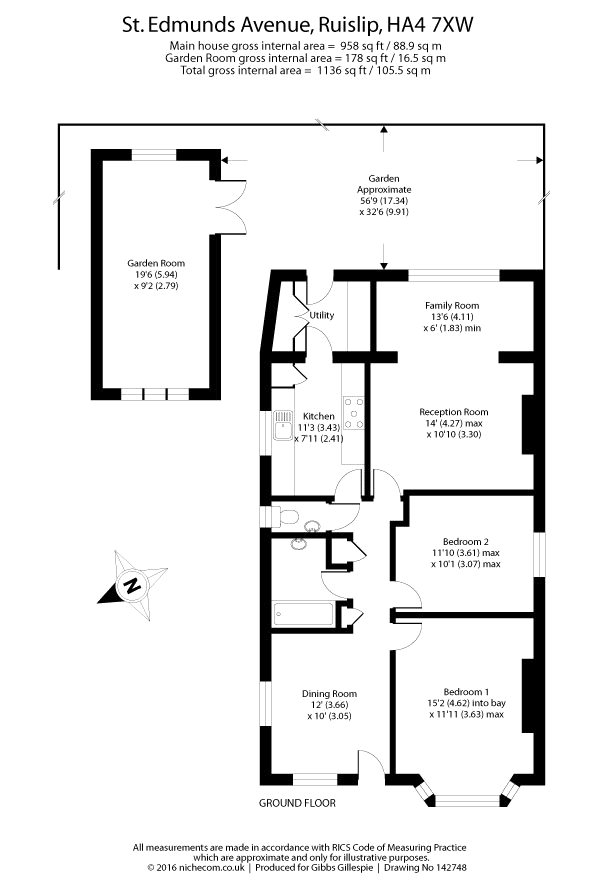 St. Edmunds Avenue, Ruislip, HA4 7XW
Main house gross internal area = 958 sq ft / 88.9 sq m
Garden Room gross internal area = 178 sq ft / 16.5 sq m
Total gross internal area = 1136 sq ft / 105.5 sq m
Garden
Approximate
56'9 (17.34)
x 32'6 (9.91)
Garden Room
19'6 (5.94)
x 9'2 (2.79)
Utility
Family Room
13'6 (4.11)
x 6' (1.83) min
Kitchen
11'3 (3.43)
x 7'11 (2.41)
Reception Room
14' (4.27) max
x 10'10 (3.30)
Bedroom 2
11'10 (3.61) max
x 10'1 (3.07) max
N
Dining Room
12' (3.66)
x 10' (3.05)
Bedroom 1
15'2 (4.62) into bay
x 11'11 (3.63) max
GROUND FLOOR
All measurements are made in accordance with RICS Code of Measuring Practice
which are approximate and only for illustrative purposes.
© 2016 nichecom.co.uk | Produced for Gibbs Gillespie | Drawing No 142748